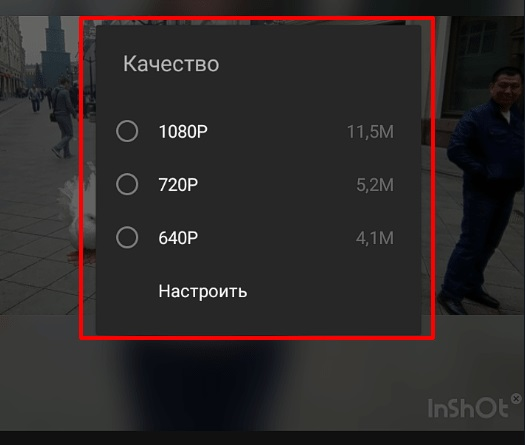 Качество
1080P 11,5M
720P 5,2M
640P 4,1M
Настроить
InShOt